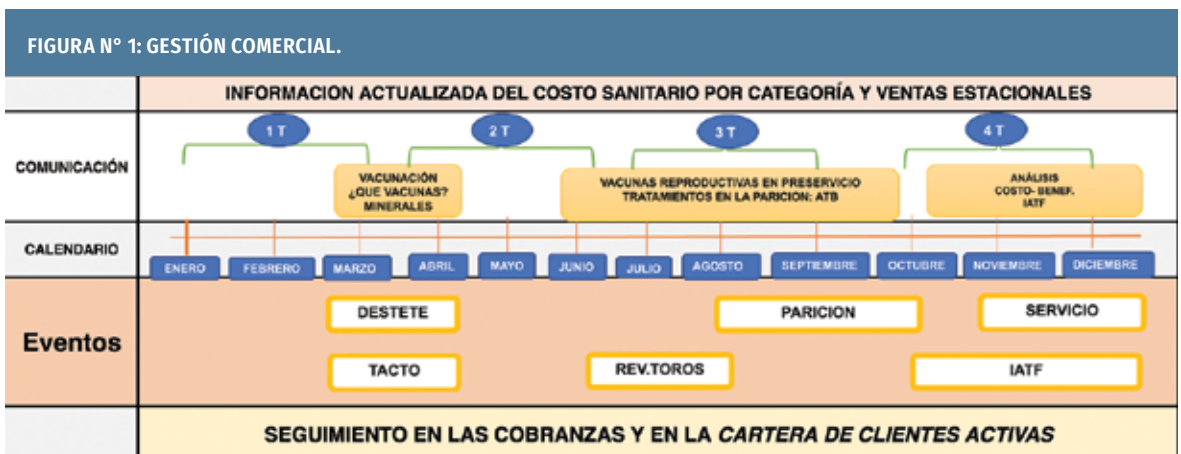 FIGURA N° 1: GESTIÓN COMERCIAL.
INFORMACION ACTUALIZADA DEL COSTO SANITARIO POR CATEGORÍA Y VENTAS ESTACIONALES
1 T
2 T
3 T
4 T
COMUNICACIÓN
VACUNACIÓN
¿QUE VACUNAS?
MINERALES
VACUNAS REPRODUCTIVAS EN PRESERVICIO
TRATAMIENTOS EN LA PARICION: ATB
ANÁLISIS
COSTO- BENEF.
IATF
CALENDARIO
ENERO
FEBRERO
MARZO
ABRIL
MAYO
JUNIO
JULIO
AGOSTO
SEPTIEMBRE
OCTUBRE
NOVIEMBRE
DICIEMBRE
Eventos
DESTETE
PARICION
SERVICIO
TACTO
REV.TOROS
IATF
SEGUIMIENTO EN LAS COBRANZAS Y EN LA CARTERA DE CLIENTES ACTIVAS